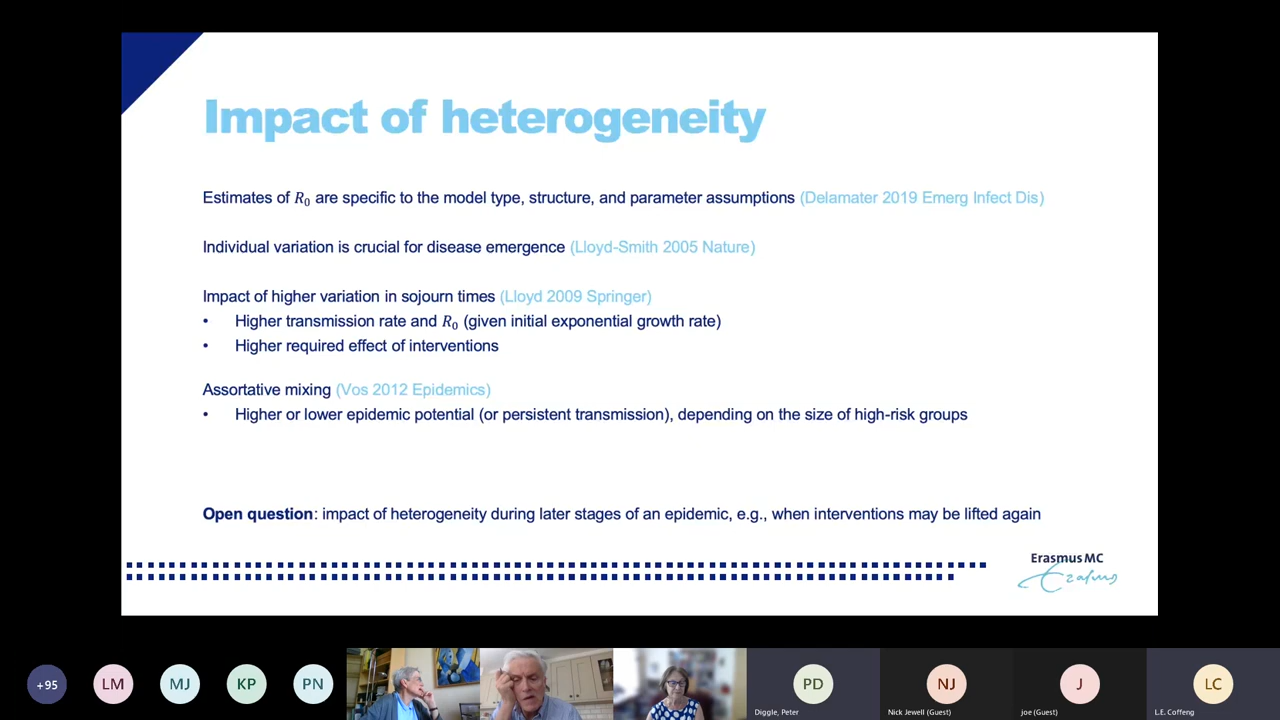 Impact of heterogeneity
Estimates of R0 are specific to the model type, structure, and parameter assumptions (Delamater 2019 Emerg Infect Dis)
Individual variation is crucial for disease emergence (Lloyd-Smith 2005 Nature)
Impact of higher variation in sojourn times (Lloyd 2009 Springer)
• Higher transmission rate and R0 (given initial exponential growth rate)
• Higher required effect of interventions
Assortative mixing (Vos 2012 Epidemics)
• Higher or lower epidemic potential (or persistent transmission), depending on the size of high-risk groups
Open question: impact of heterogeneity during later stages of an epidemic, e.g., when interventions may be lifted again
Erasmus MC
Erasmus
+95 LM MJ KP PN PD NJ J LC
Diggle, Peter Nick Jewell (Guest) joe (Guest) L.E. Coffeng